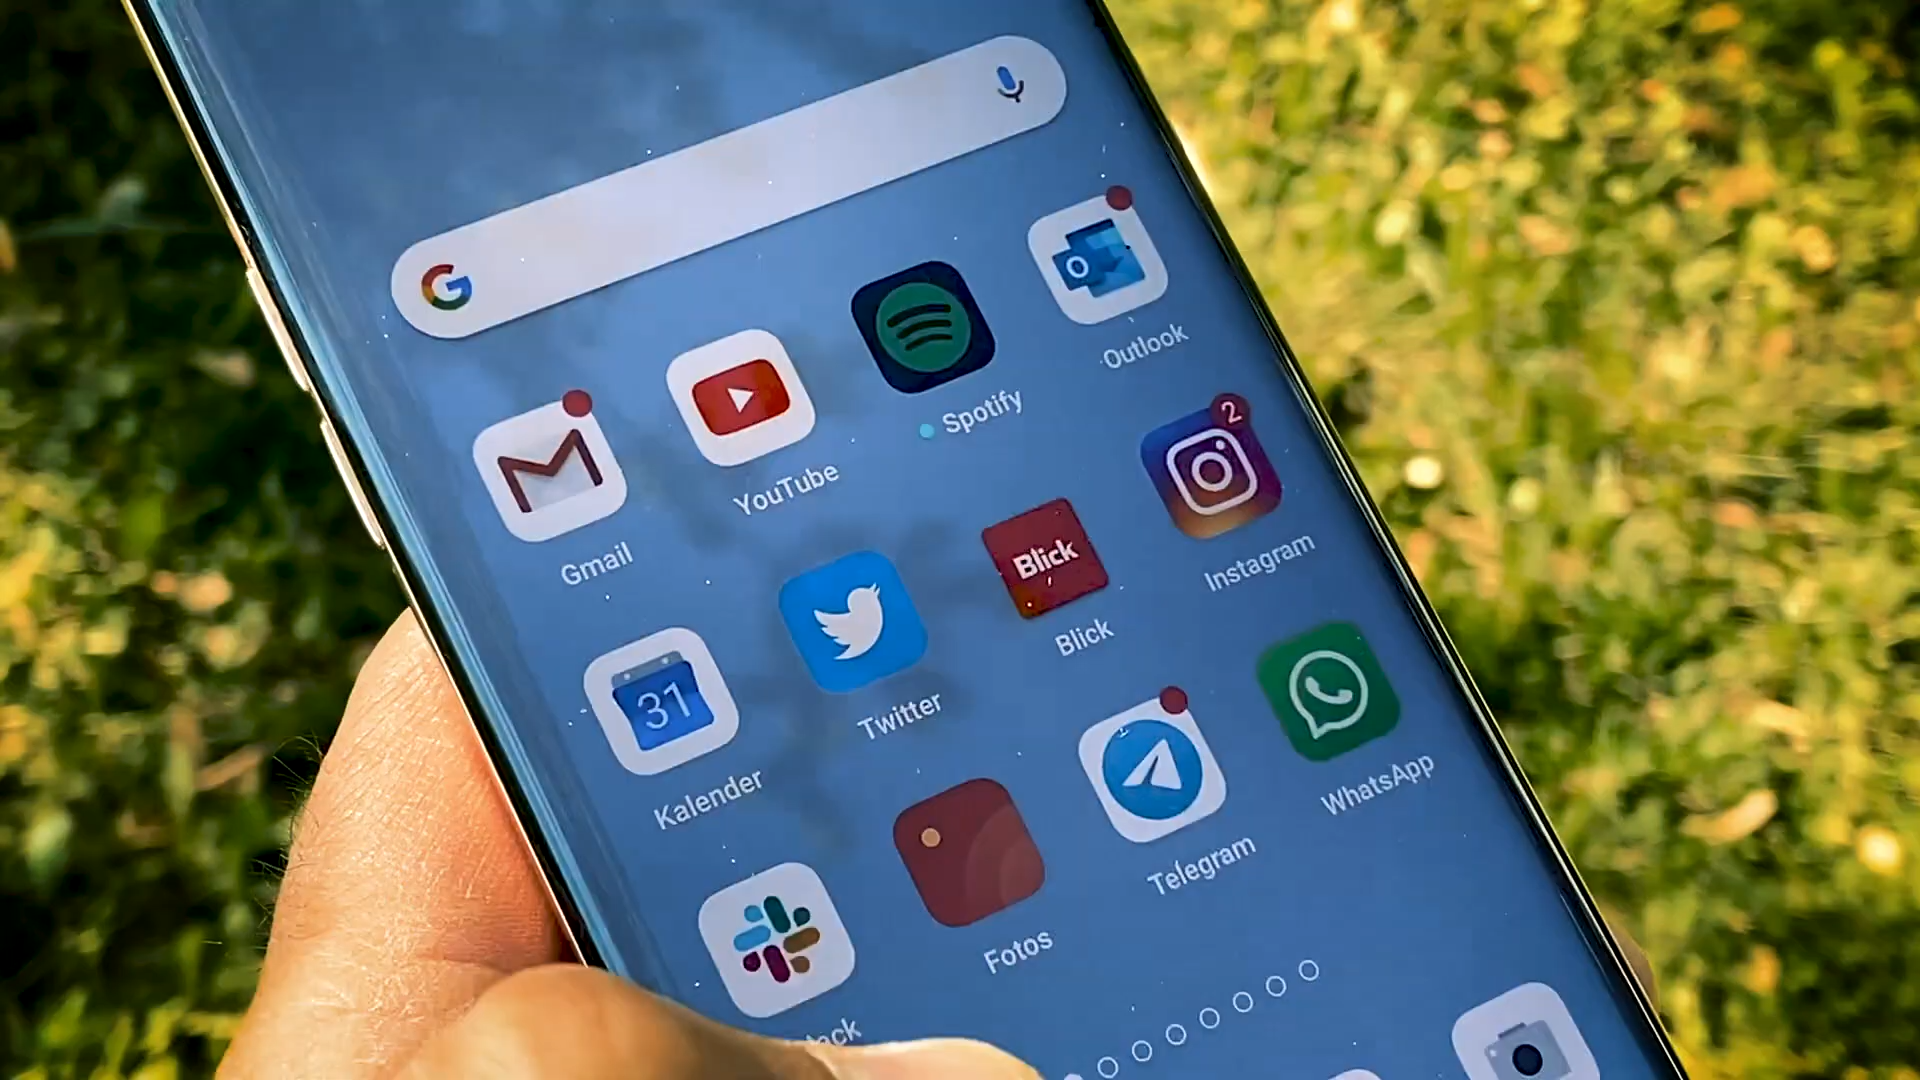 Gmail
YouTube
Spotify
Outlook
31
Kalender
Twitter
Blick
Blick
2
Instagram
Fotos
Telegram
WhatsApp